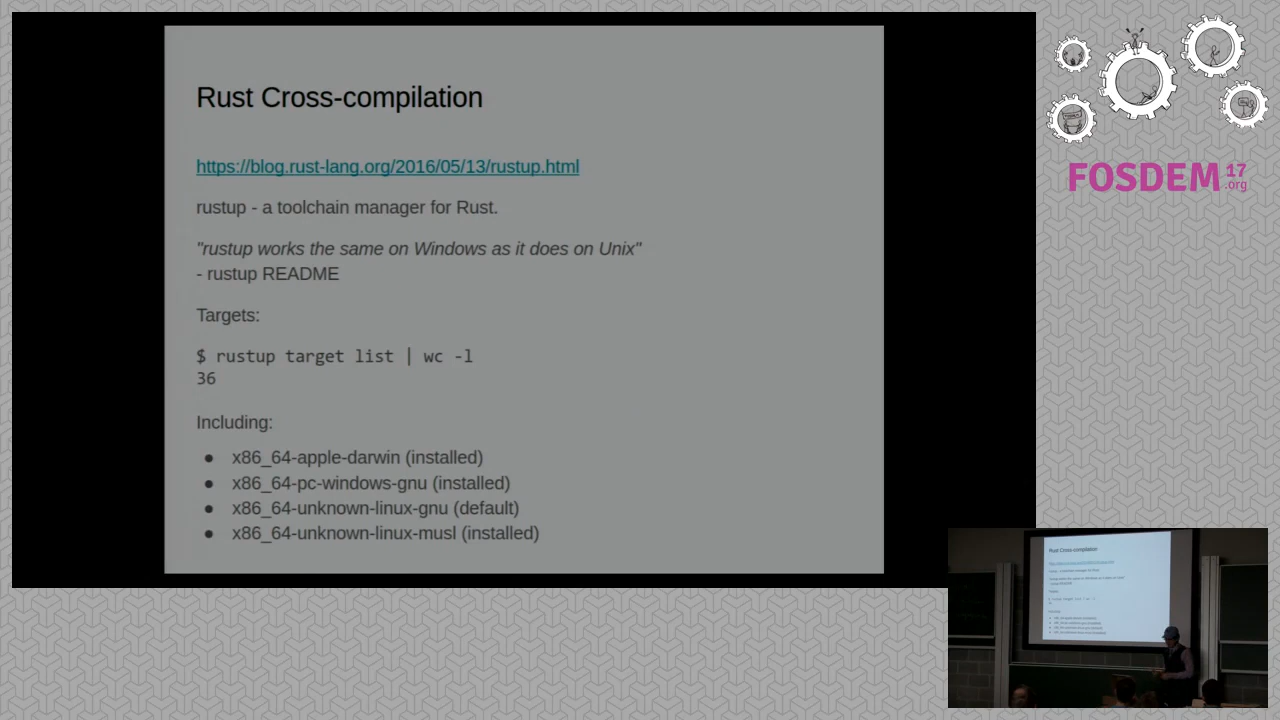 Rust Cross-compilation
https://blog.rust-lang.org/2016/05/13/rustup.html
rustup - a toolchain manager for Rust.
"rustup works the same on Windows as it does on Unix"
- rustup README
Targets:
$ rustup target list | wc -l
36
Including:
● x86_64-apple-darwin (installed)
● x86_64-pc-windows-gnu (installed)
● x86_64-unknown-linux-gnu (default)
● x86_64-unknown-linux-musl (installed)
FOSDEM 17
.org
Rust Cross-compilation